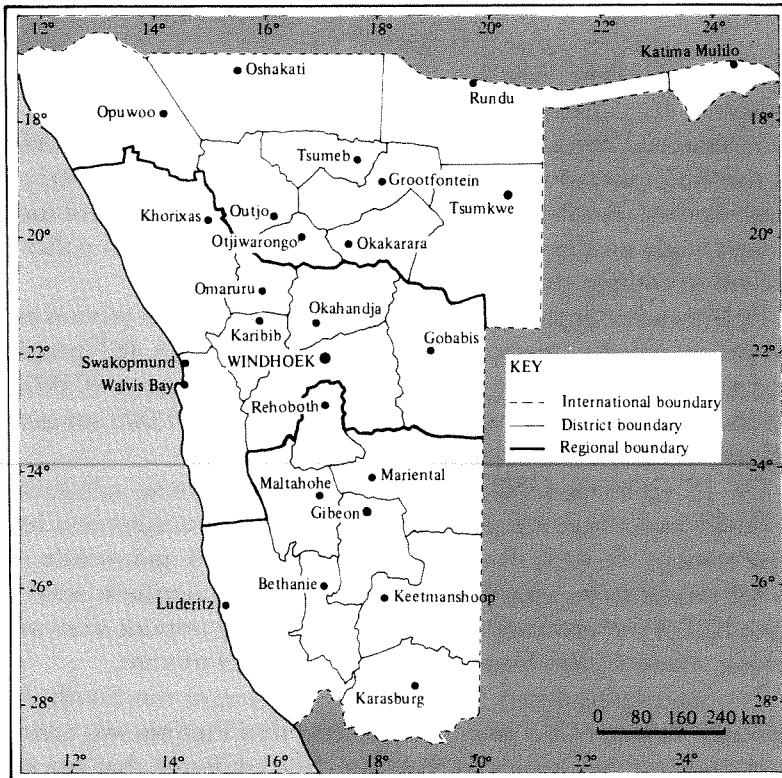 12° 14° 16° 18° 20° 22° 24°
Katima Mulilo
Oshakati
Rundu
Opuwoo
18° 18°
Tsumeb
Grootfontein
Tsumkwe
Khorixas
Outjo
20° 20°
Otjiwarongo
Okakarara
Omaruru
Okahandja
Karibib
Gobabis
22° 22°
Swakopmund
WINDHOEK
Walvis Bay
KEY
International boundary
District boundary
Regional boundary
Rehoboth
24° 24°
Maltahohe
Mariental
Gibeon
Bethanie
26° 26°
Keetmanshoop
Luderitz
Karasburg
28° 28°
0 80 160 240 km
12° 14° 16° 18° 20° 22° 24°